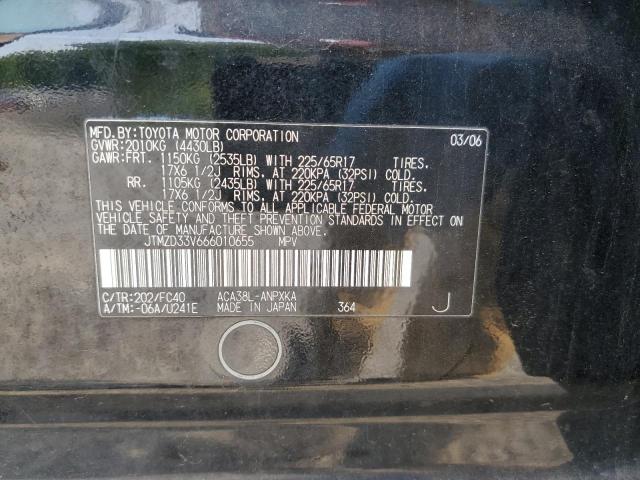 MFD. BY: TOYOTA MOTOR CORPORATION 03/06
GVWR: 2010KG (4430LB)
GAWR: FRT. 1150KG (2535LB) WITH 225/65R17 TIRES.
17X6 1/2J RIMS. AT 220KPA (32PSI) COLD.
RR. 1105KG (2435LB) WITH 225/65R17 TIRES.
17X6 1/2J RIMS. AT 220KPA (32PSI) COLD.
THIS VEHICLE CONFORMS TO ALL APPLICABLE FEDERAL MOTOR
VEHICLE SAFETY AND THEFT PREVENTION STANDARDS IN EFFECT ON
THE DATE OF MANUFACTURE SHOWN ABOVE.
JTMZD33V666010655 MPV
C/TR: 202/FC40 ACA38L-ANPXKA
A/TM: -06A/U241E MADE IN JAPAN 364 J